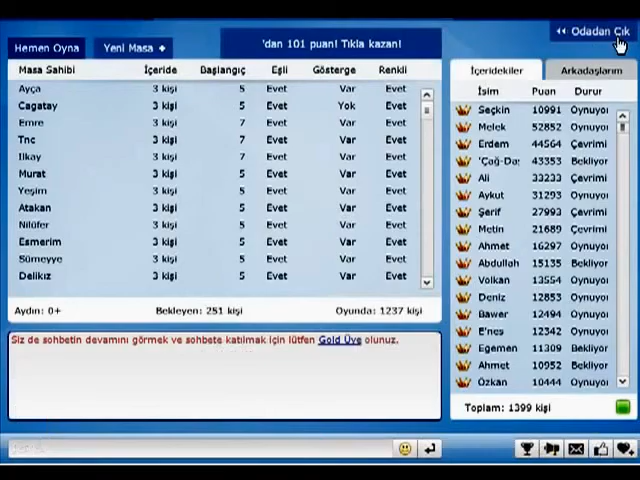 Odadan Çık
Hemen Oyna
Yeni Masa
'dan 101 puan! Tıkla kazan!
Masa Sahibi İçeride Başlangıç Eşli Gösterge Renkli
Ayça 3 kişi 5 Evet Var Evet
Cagatay 3 kişi 5 Evet Yok Evet
Emre 3 kişi 7 Evet Var Evet
Tnc 3 kişi 7 Evet Var Evet
İlkay 3 kişi 7 Evet Var Evet
Murat 3 kişi 5 Evet Var Evet
Yeşim 3 kişi 5 Evet Var Evet
Atakan 3 kişi 5 Evet Var Evet
Nilüfer 3 kişi 5 Evet Var Evet
Esmerim 3 kişi 5 Evet Var Evet
Sümeyye 3 kişi 5 Evet Var Evet
Delikız 3 kişi 5 Evet Var Evet
Aydın: 0+ Bekleyen: 251 kişi Oyunda: 1237 kişi
Siz de sohbetin devamını görmek ve sohbete katılmak için lütfen Gold Üye olunuz.
İçeridekiler Arkadaşlarım
İsim Puan Durur
Seçkin 10991 Oynuyor
Melek 52852 Oynuyor
Erdem 44564 Çevrimi
'Çağ-Da: 43353 Bekliyor
Ali 33233 Çevrimi
Aykut 31293 Oynuyor
Şerif 27993 Çevrimi
Metin 21689 Çevrimi
Ahmet 16297 Oynuyor
Abdullah 15135 Bekliyor
Volkan 13554 Oynuyor
Deniz 12853 Oynuyor
Bawer 12494 Oynuyor
E'nes 12342 Oynuyor
Egemen 11309 Bekliyor
Ahmet 10952 Bekliyor
Özkan 10444 Oynuyor
Toplam: 1399 kişi